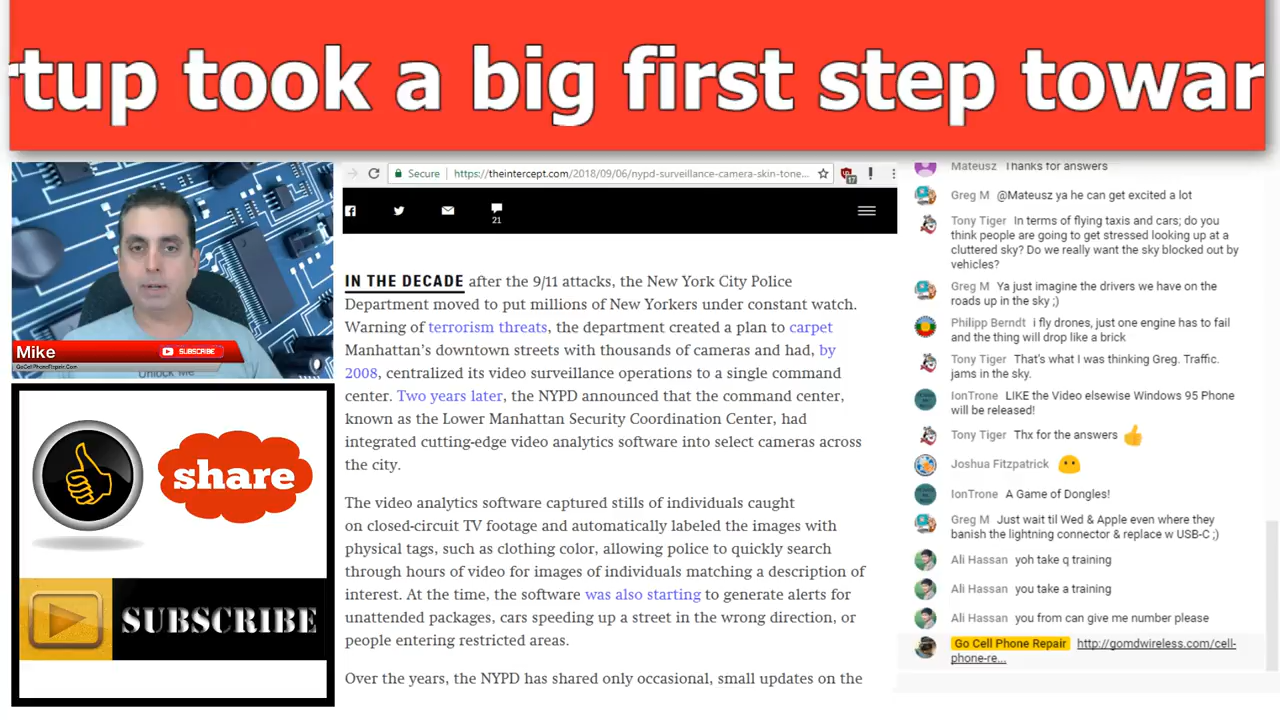 rtup took a big first step towar
Mike
SUBSCRIBE
GoCellPhoneRepair.Com
Unlock We
share
SUBSCRIBE
Secure
https://theintercept.com/2018/09/06/nypd-surveillance-camera-skin-tone...
17
21
IN THE DECADE after the 9/11 attacks, the New York City Police
Department moved to put millions of New Yorkers under constant watch.
Warning of terrorism threats, the department created a plan to carpet
Manhattan’s downtown streets with thousands of cameras and had, by
2008, centralized its video surveillance operations to a single command
center. Two years later, the NYPD announced that the command center,
known as the Lower Manhattan Security Coordination Center, had
integrated cutting-edge video analytics software into select cameras across
the city.
The video analytics software captured stills of individuals caught
on closed-circuit TV footage and automatically labeled the images with
physical tags, such as clothing color, allowing police to quickly search
through hours of video for images of individuals matching a description of
interest. At the time, the software was also starting to generate alerts for
unattended packages, cars speeding up a street in the wrong direction, or
people entering restricted areas.
Over the years, the NYPD has shared only occasional, small updates on the
Mateusz Thanks for answers
Greg M @Mateusz ya he can get excited a lot
Tony Tiger In terms of flying taxis and cars; do you
think people are going to get stressed looking up at a
cluttered sky? Do we really want the sky blocked out by
vehicles?
Greg M Ya just imagine the drivers we have on the
roads up in the sky ;)
Philipp Berndt i fly drones, just one engine has to fail
and the thing will drop like a brick
Tony Tiger That’s what I was thinking Greg. Traffic.
jams in the sky.
IonTrone LIKE the Video elsewise Windows 95 Phone
will be released!
Tony Tiger Thx for the answers 👍
Joshua Fitzpatrick 😶
IonTrone A Game of Dongles!
Greg M Just wait til Wed & Apple even where they
banish the lightning connector & replace w USB-C ;)
Ali Hassan yoh take q training
Ali Hassan you take a training
Ali Hassan you from can give me number please
Go Cell Phone Repair http://gomdwireless.com/cell-
phone-re...